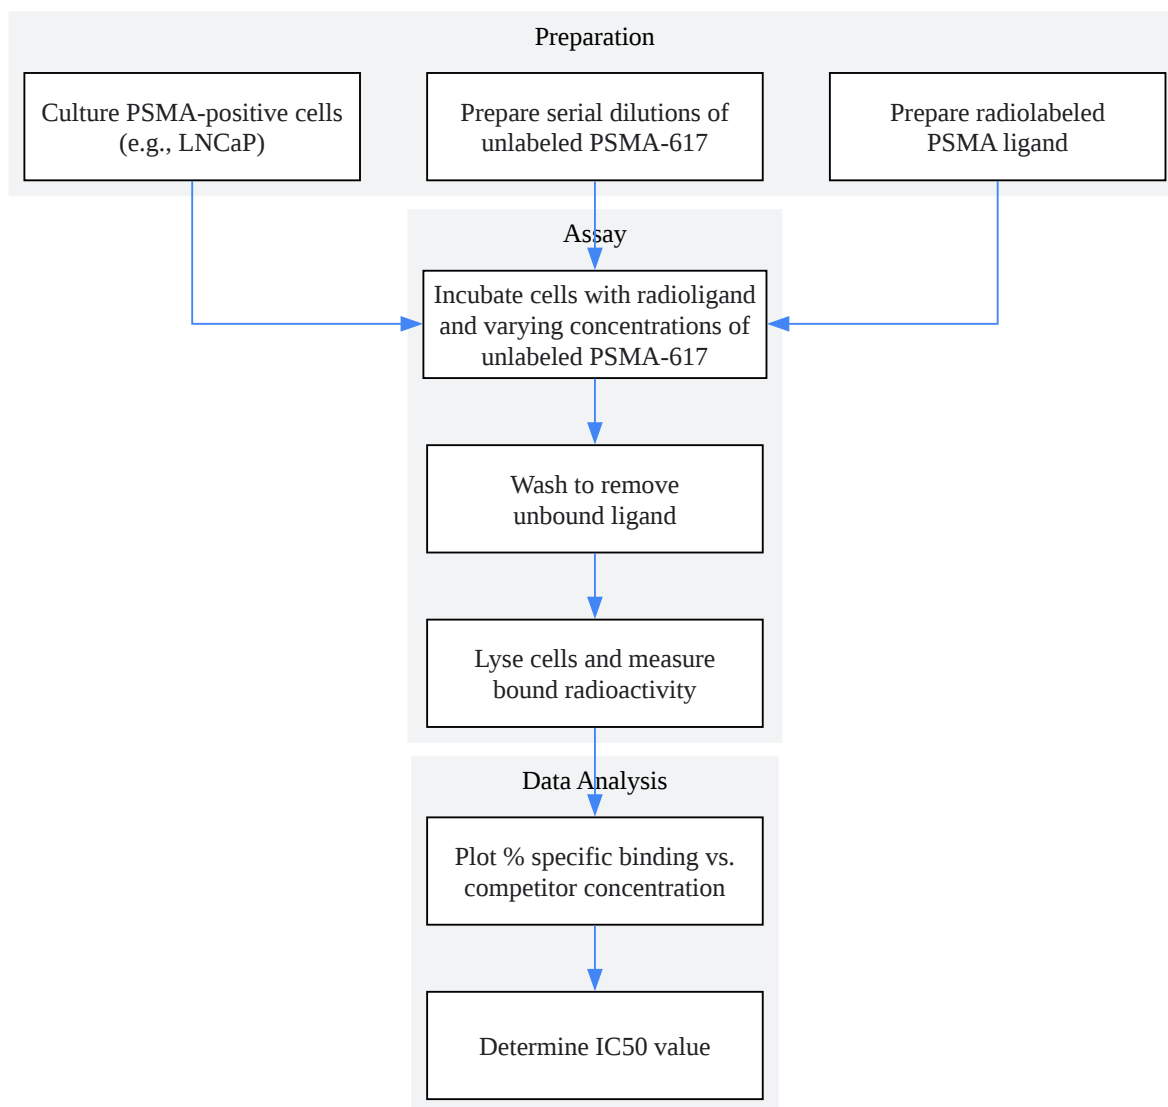 Preparation
Culture PSMA-positive cells
(e.g., LNCaP)
Prepare serial dilutions of
unlabeled PSMA-617
Prepare radiolabeled
PSMA ligand
Assay
Incubate cells with radioligand
and varying concentrations of
unlabeled PSMA-617
Wash to remove
unbound ligand
Lyse cells and measure
bound radioactivity
Data Analysis
Plot % specific binding vs.
competitor concentration
Determine IC50 value